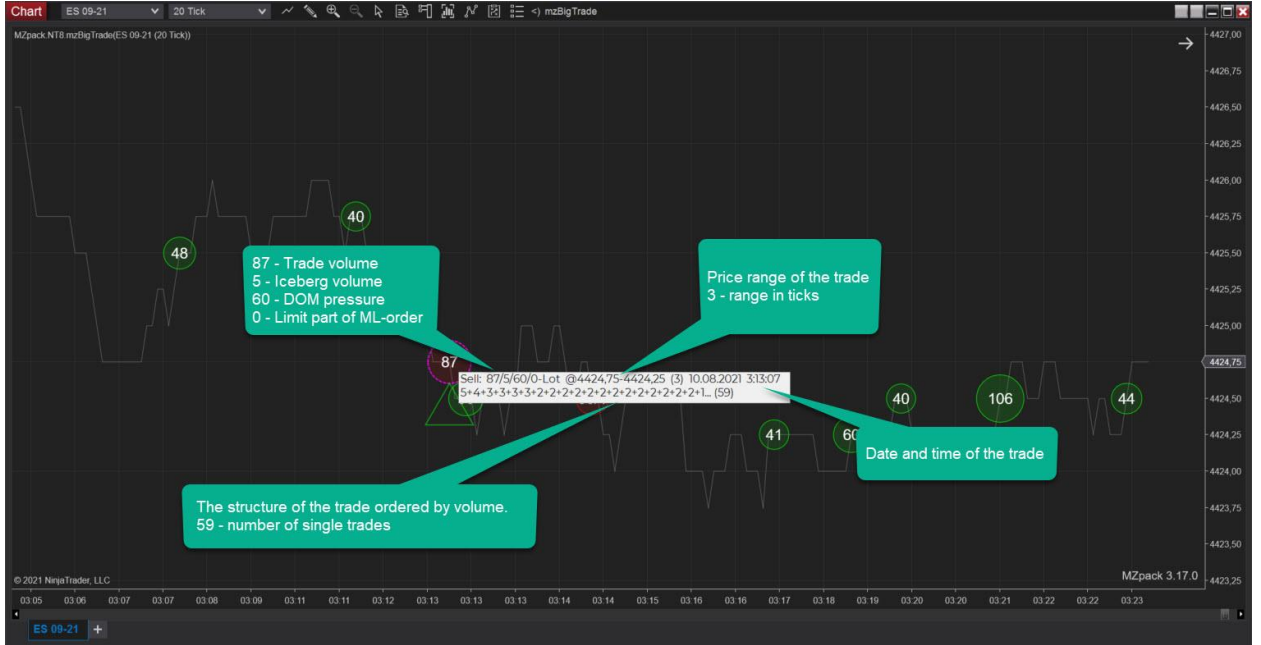 Chart ES 09-21 20 Tick <) mzBigTrade
MZpack.NT8.mzBigTrade(ES 09-21 (20 Tick))
4427,00
4426,75
4426,50
4426,25
4426,00
4425,75
4425,50
4425,25
4425,00
4424,75
4424,50
4424,25
4424,00
4423,75
4423,50
4423,25
40
48
87 - Trade volume
5 - Iceberg volume
60 - DOM pressure
0 - Limit part of ML-order
Price range of the trade
3 - range in ticks
87
Sell: 87/5/60/0-Lot @4424,75-4424,25 (3) 10.08.2021 3:13:07
5+4+3+3+3+3+2+2+2+2+2+2+2+2+2+2+2+2+2+2+1... (59)
40
106
44
41
60
Date and time of the trade
The structure of the trade ordered by volume.
59 - number of single trades
© 2021 NinjaTrader, LLC
MZpack 3.17.0
03:05 03:06 03:07 03:07 03:08 03:09 03:11 03:11 03:12 03:13 03:13 03:13 03:14 03:14 03:15 03:16 03:16 03:17 03:18 03:19 03:20 03:20 03:21 03:22 03:22 03:23
ES 09-21 +